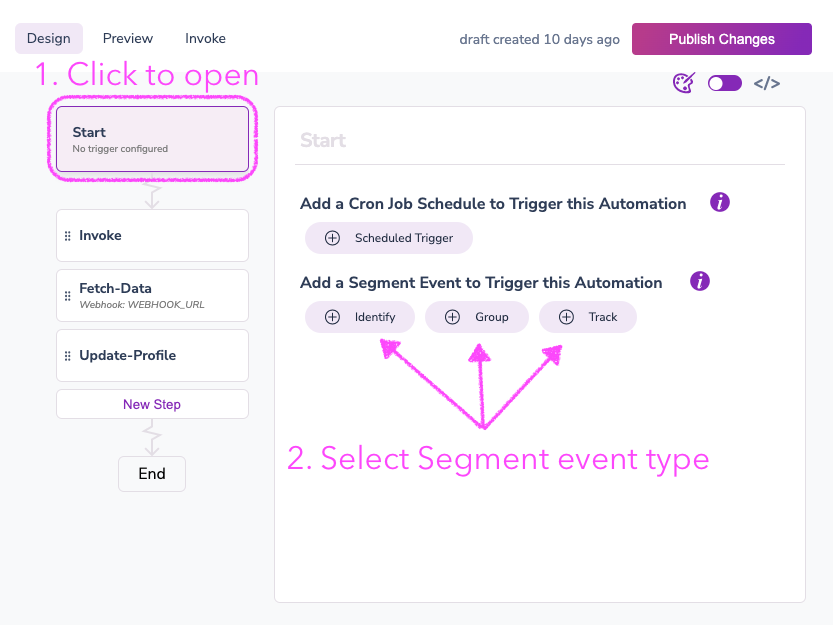 Design Preview Invoke draft created 10 days ago Publish Changes
1. Click to open
</>
Start
No trigger configured
Invoke
Fetch-Data
Webhook: WEBHOOK_URL
Update-Profile
New Step
End
Start
Add a Cron Job Schedule to Trigger this Automation i
Scheduled Trigger
Add a Segment Event to Trigger this Automation i
Identify Group Track
2. Select Segment event type